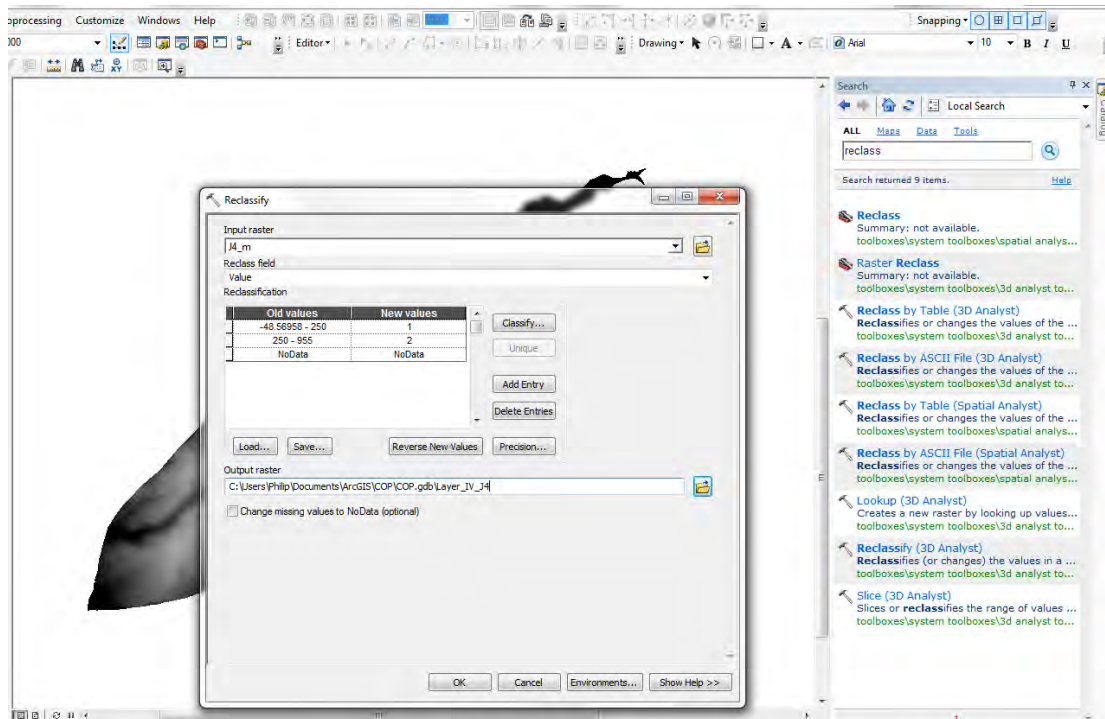 oprocessing Customize Windows Help
Snapping
000
Editor
Drawing
A
Arial
10
B I U
XY
Search
Local Search
ALL Maps Data Tools
reclass
Search returned 9 items. Help
Reclass
Summary: not available.
toolboxes\system toolboxes\spatial analys...
Raster Reclass
Summary: not available.
toolboxes\system toolboxes\3d analyst to...
Reclass by Table (3D Analyst)
Reclassifies or changes the values of the ...
toolboxes\system toolboxes\3d analyst to...
Reclass by ASCII File (3D Analyst)
Reclassifies or changes the values of the ...
toolboxes\system toolboxes\3d analyst to...
Reclass by Table (Spatial Analyst)
Reclassifies or changes the values of the ...
toolboxes\system toolboxes\spatial analys...
Reclass by ASCII File (Spatial Analyst)
Reclassifies or changes the values of the ...
toolboxes\system toolboxes\spatial analys...
Lookup (3D Analyst)
Creates a new raster by looking up values...
toolboxes\system toolboxes\3d analyst to...
Reclassify (3D Analyst)
Reclassifies (or changes) the values in a ...
toolboxes\system toolboxes\3d analyst to...
Slice (3D Analyst)
Slices or reclassifies the range of values ...
toolboxes\system toolboxes\3d analyst to...
Reclassify
Input raster
J4_m
Reclass field
Value
Reclassification
Old values New values
-48.56958 - 250 1
250 - 955 2
NoData NoData
Classify...
Unique
Add Entry
Delete Entries
Load... Save... Reverse New Values Precision...
Output raster
C:\Users\Philip\Documents\ArcGIS\COP\COP.gdb\Layer_IV_J4
Change missing values to NoData (optional)
OK Cancel Environments... Show Help >>